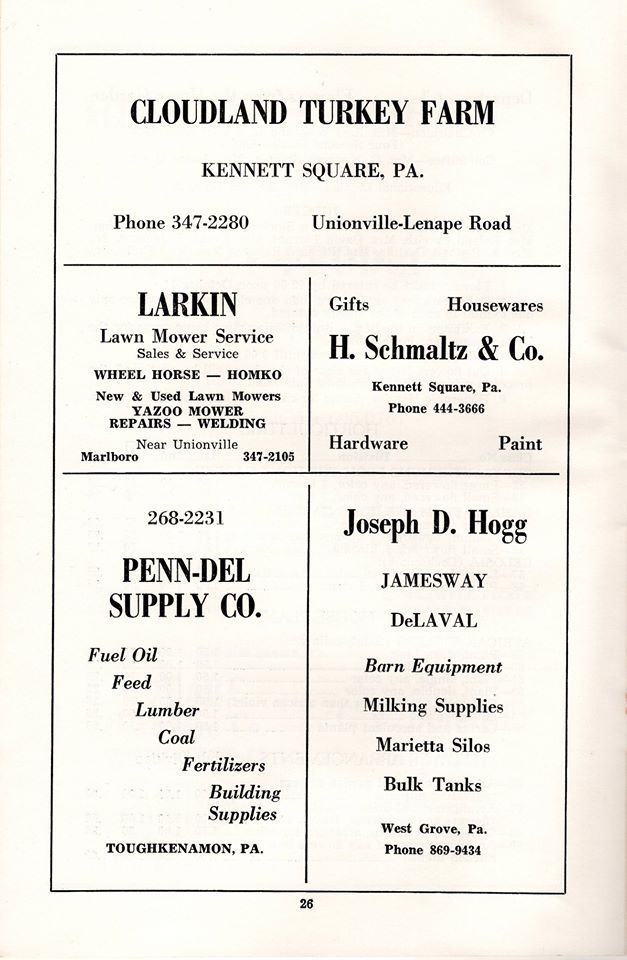 CLOUDLAND TURKEY FARM
KENNETT SQUARE, PA.
Phone 347-2280 Unionville-Lenape Road
LARKIN
Lawn Mower Service
Sales & Service
WHEEL HORSE — HOMKO
New & Used Lawn Mowers
YAZOO MOWER
REPAIRS — WELDING
Near Unionville
Marlboro 347-2105
Gifts Housewares
H. Schmaltz & Co.
Kennett Square, Pa.
Phone 444-3666
Hardware Paint
268-2231
PENN-DEL
SUPPLY CO.
Fuel Oil
Feed
Lumber
Coal
Fertilizers
Building
Supplies
TOUGHKENAMON, PA.
Joseph D. Hogg
JAMESWAY
DeLAVAL
Barn Equipment
Milking Supplies
Marietta Silos
Bulk Tanks
West Grove, Pa.
Phone 869-9434
26